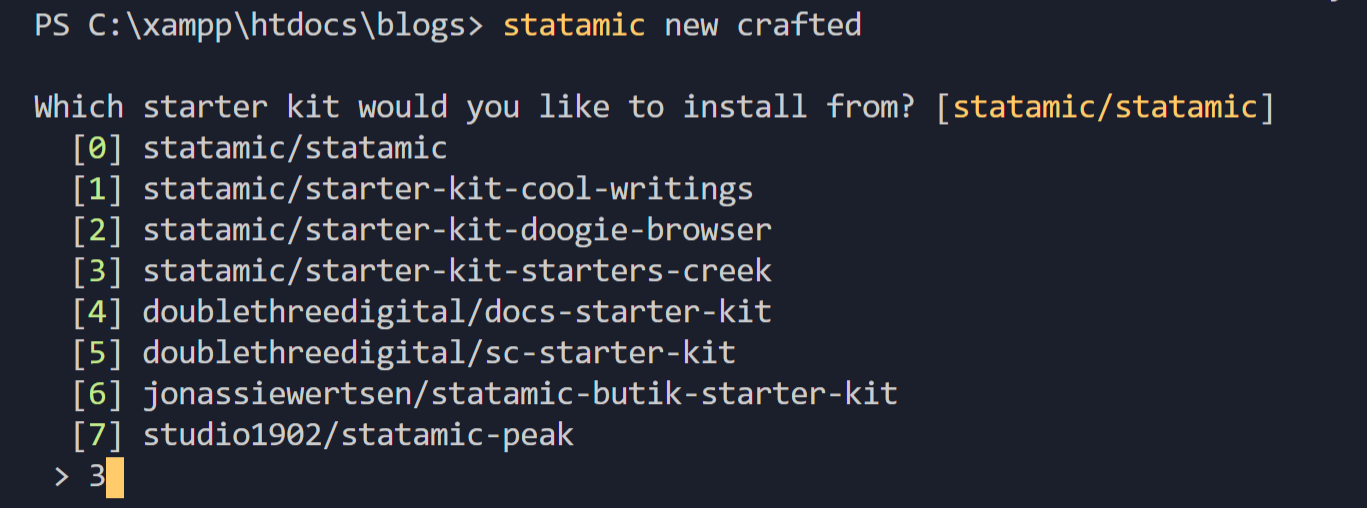 PS C:\xampp\htdocs\blogs> statamic new crafted
Which starter kit would you like to install from? [statamic/statamic]
[0] statamic/statamic
[1] statamic/starter-kit-cool-writings
[2] statamic/starter-kit-doogie-browser
[3] statamic/starter-kit-starters-creek
[4] doublethreedigital/docs-starter-kit
[5] doublethreedigital/sc-starter-kit
[6] jonassiewertsen/statamic-butik-starter-kit
[7] studio1902/statamic-peak
> 3